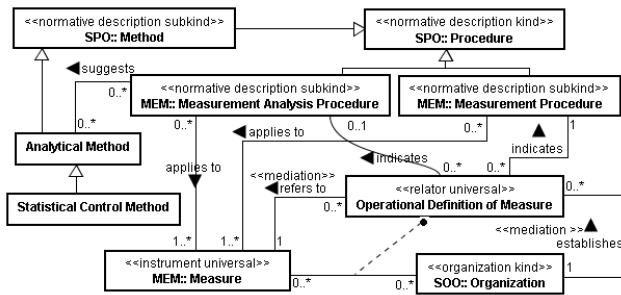 <<normative description subkind>>
SPO:: Method
<<normative description kind>>
SPO:: Procedure
suggests
<<normative description subkind>>
MEM:: Measurement Analysis Procedure
<<normative description subkind>>
MEM:: Measurement Procedure
0..*
0..*
0..*
0..1
0..*
1
Analytical Method
applies to
applies to
indicates
indicates
0..*
0..*
<<mediation>>
refers to
Statistical Control Method
<<relator universal>>
Operational Definition of Measure
0..*
0..*
1..*
1..*
1
<<mediation >>
establishes
<<instrument universal>>
MEM:: Measure
0..*
0..*
<<organization kind>>
SOO:: Organization
1